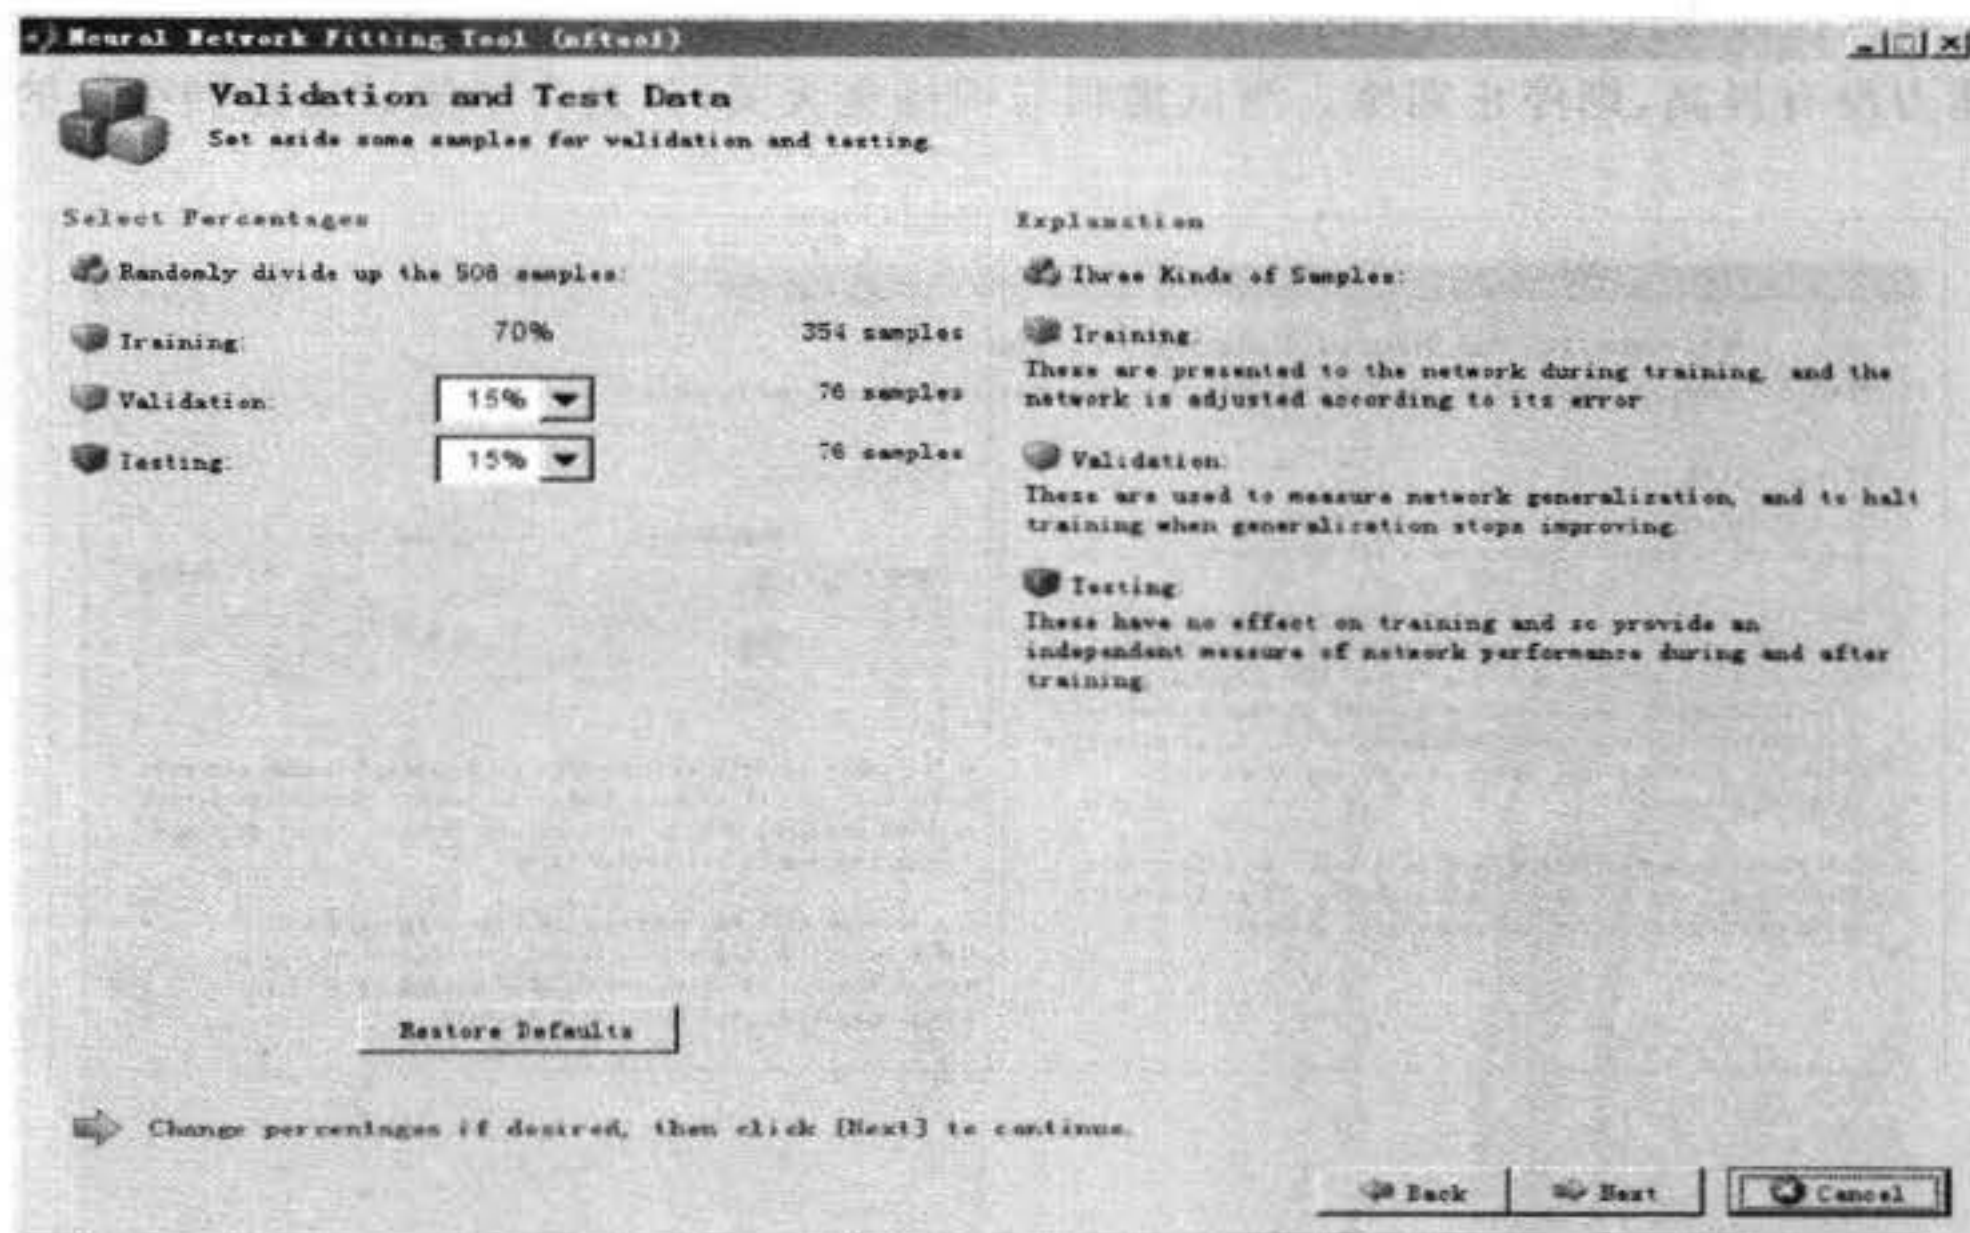 Neural Network Fitting Tool (nftool)
Validation and Test Data
Set aside some samples for validation and testing.
Select Percentages
Randomly divide up the 506 samples:
Training: 70% 354 samples
Validation: 15% 76 samples
Testing: 15% 76 samples
Restore Defaults
Explanation
Three Kinds of Samples:
Training:
These are presented to the network during training, and the
network is adjusted according to its error.
Validation:
These are used to measure network generalization, and to halt
training when generalization stops improving.
Testing:
These have no effect on training and so provide an
independent measure of network performance during and after
training.
Change percentages if desired, then click [Next] to continue.
Back
Next
Cancel